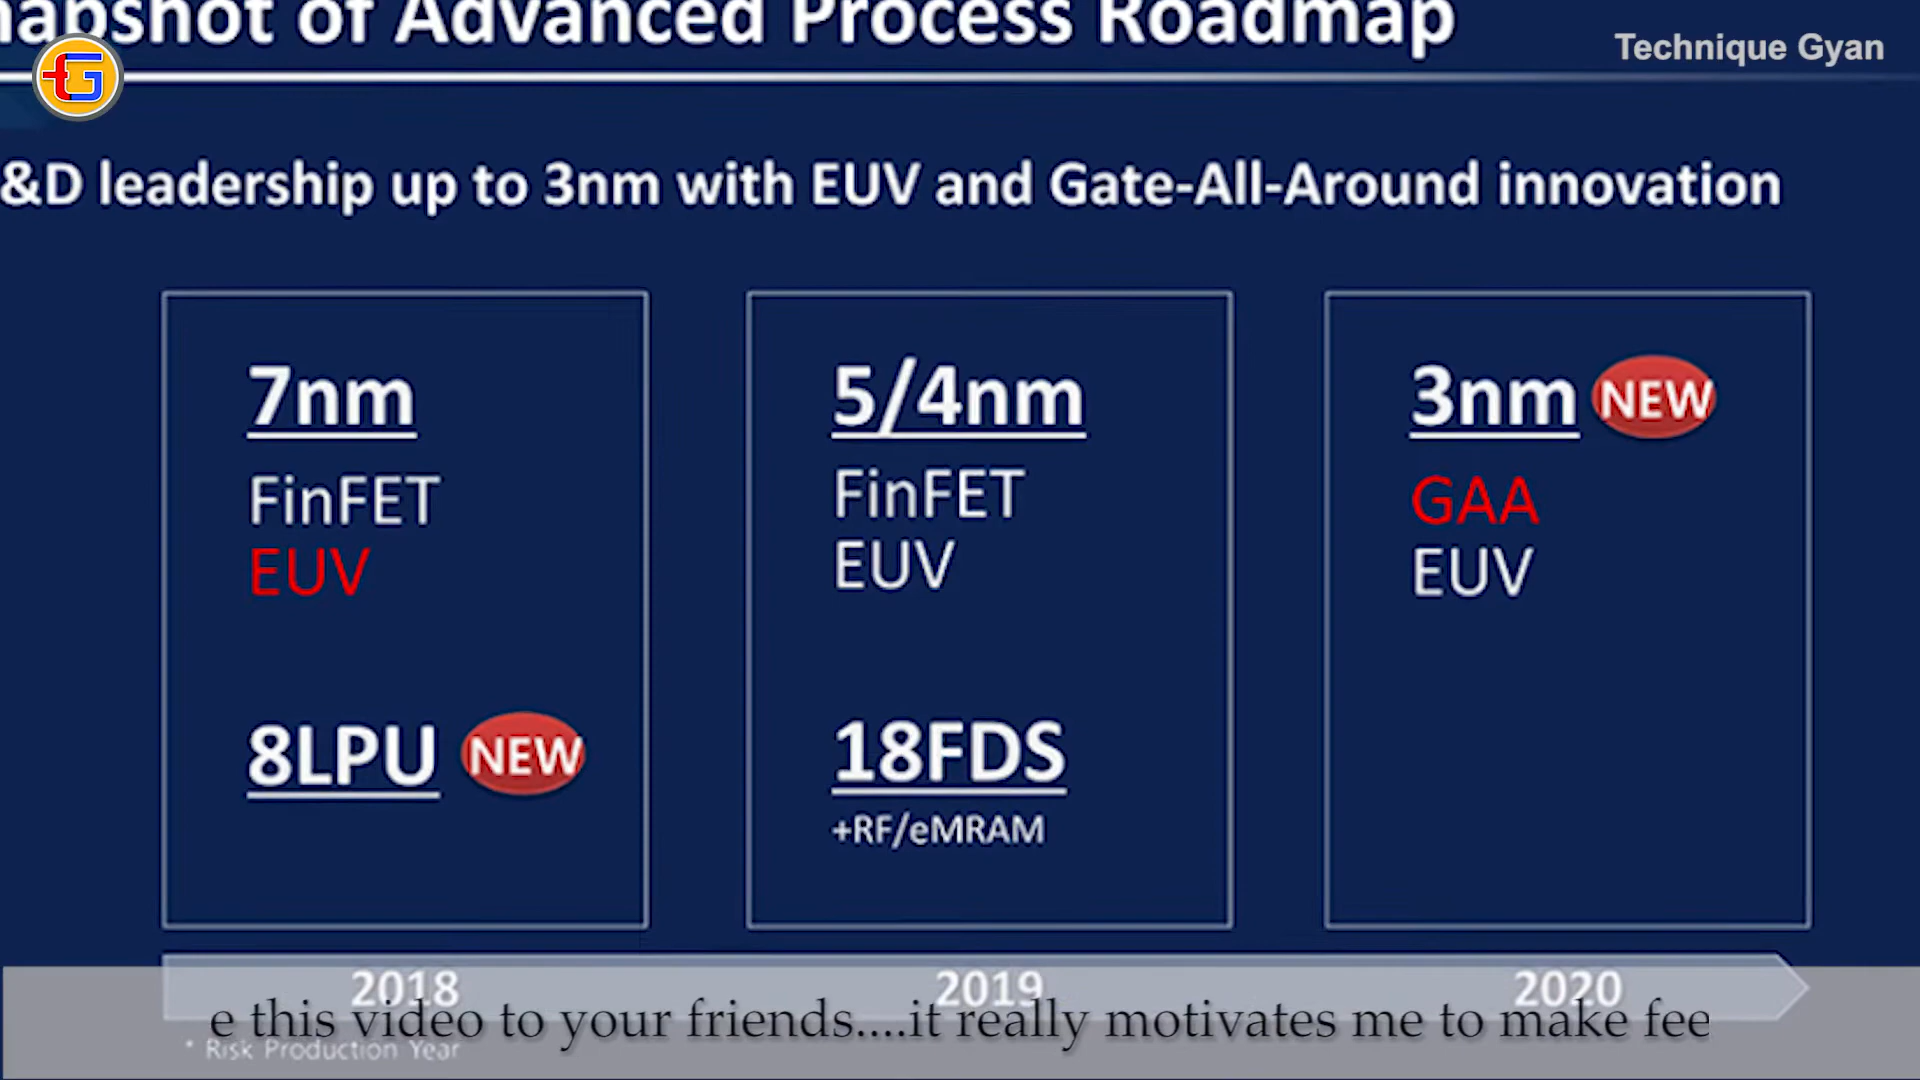 napshot of Advanced Process Roadmap
Technique Gyan
tG
&D leadership up to 3nm with EUV and Gate-All-Around innovation
7nm
FinFET
EUV
8LPU NEW
5/4nm
FinFET
EUV
18FDS
+RF/eMRAM
3nm NEW
GAA
EUV
2018 2019 2020
e this video to your friends....it really motivates me to make fee
* Risk Production Year